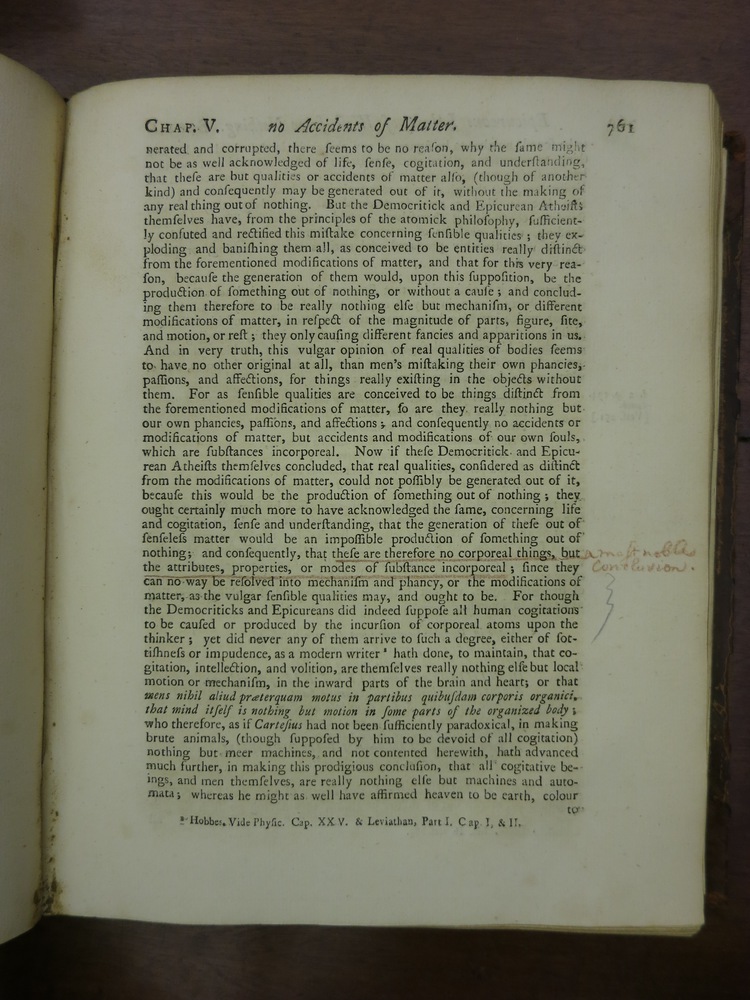 CHAP. V. no Accidents of Matter. 761
nerated and corrupted, there ſeems to be no reaſon, why the ſame might
not be as well acknowledged of life, ſenſe, cogitation, and underſtanding,
that theſe are but qualities or accidents of matter alſo, (though of another
kind) and conſequently may be generated out of it, without the making of
any real thing out of nothing. But the Democritick and Epicurean Atheiſts
themſelves have, from the principles of the atomick philoſophy, ſufficient-
ly confuted and rectified this miſtake concerning ſenſible qualities ; they ex-
ploding and baniſhing them all, as conceived to be entities really diſtinct
from the forementioned modifications of matter, and that for this very rea-
ſon, becauſe the generation of them would, upon this ſuppoſition, be the
production of ſomething out of nothing, or without a cauſe ; and conclud-
ing them therefore to be really nothing elſe but mechaniſm, or different
modifications of matter, in reſpect of the magnitude of parts, figure, ſite,
and motion, or reſt ; they only cauſing different fancies and apparitions in us.
And in very truth, this vulgar opinion of real qualities of bodies ſeems
to have no other original at all, than men's miſtaking their own phancies,
paſſions, and affections, for things really exiſting in the objects without
them. For as ſenſible qualities are conceived to be things diſtinct from
the forementioned modifications of matter, ſo are they really nothing but
our own phancies, paſſions, and affections ; and conſequently no accidents or
modifications of matter, but accidents and modifications of our own ſouls,
which are ſubſtances incorporeal. Now if theſe Democritick and Epicu-
rean Atheiſts themſelves concluded, that real qualities, conſidered as diſtinct
from the modifications of matter, could not poſſibly be generated out of it,
becauſe this would be the production of ſomething out of nothing ; they
ought certainly much more to have acknowledged the ſame, concerning life
and cogitation, ſenſe and underſtanding, that the generation of theſe out of
ſenſeleſs matter would be an impoſſible production of ſomething out of
nothing; and conſequently, that theſe are therefore no corporeal things, but
a most noble
the attributes, properties, or modes of ſubſtance incorporeal ; ſince they
Conclusion.
can no way be reſolved into mechaniſm and phancy, or the modifications of
matter, as the vulgar ſenſible qualities may, and ought to be. For though
the Democriticks and Epicureans did indeed ſuppoſe all human cogitations
to be cauſed or produced by the incurſion of corporeal atoms upon the
thinker ; yet did never any of them arrive to ſuch a degree, either of ſot-
tiſhneſs or impudence, as a modern writer ª hath done, to maintain, that co-
gitation, intellection, and volition, are themſelves really nothing elſe but local
motion or mechaniſm, in the inward parts of the brain and heart; or that
mens nihil aliud præterquam motus in partibus quibuſdam corporis organici,
that mind itſelf is nothing but motion in ſome parts of the organized body ;
who therefore, as if Carteſius had not been ſufficiently paradoxical, in making
brute animals, (though ſuppoſed by him to be devoid of all cogitation)
nothing but meer machines, and not contented herewith, hath advanced
much further, in making this prodigious concluſion, that all cogitative be-
ings, and men themſelves, are really nothing elſe but machines and auto-
mata; whereas he might as well have affirmed heaven to be earth, colour
to
ª Hobbes, Vide Phyſic. Cap. XXV. & Leviathan, Part I. Cap. I, & II.